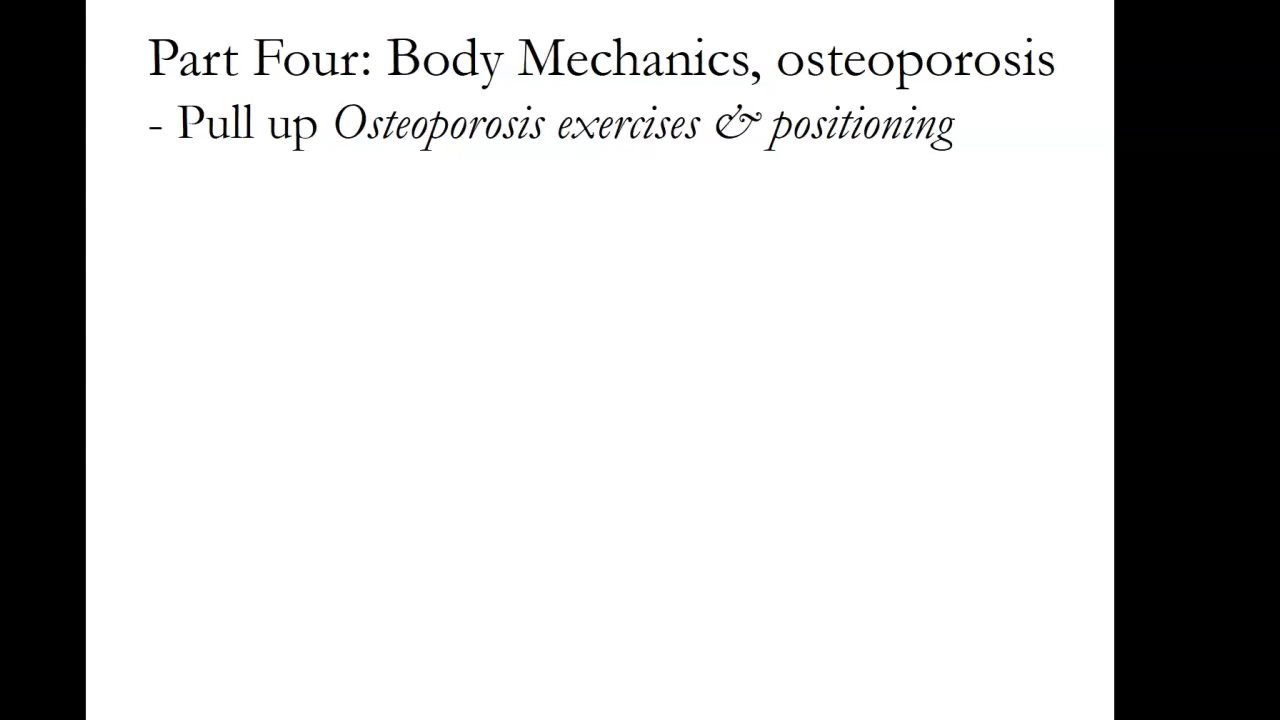 Part Four: Body Mechanics, osteoporosis
- Pull up Osteoporosis exercises & positioning